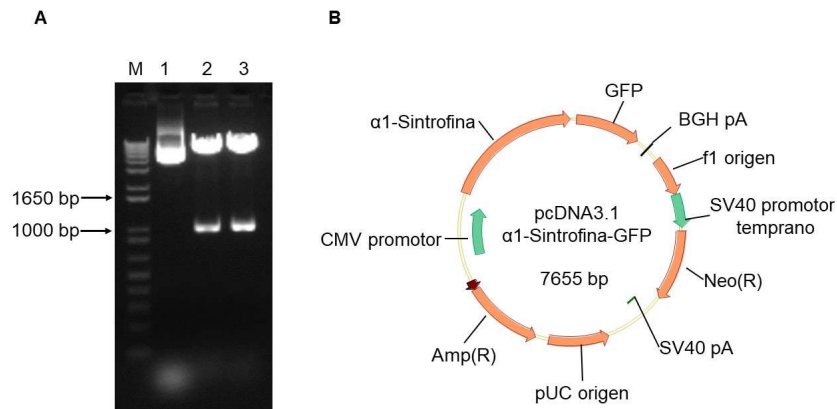 A
B
M 1 2 3
1650 bp
1000 bp
GFP
α1-Sintrofina
BGH pA
f1 origen
pcDNA3.1
α1-Sintrofina-GFP
7655 bp
SV40 promotor
temprano
CMV promotor
Neo(R)
SV40 pA
Amp(R)
pUC origen